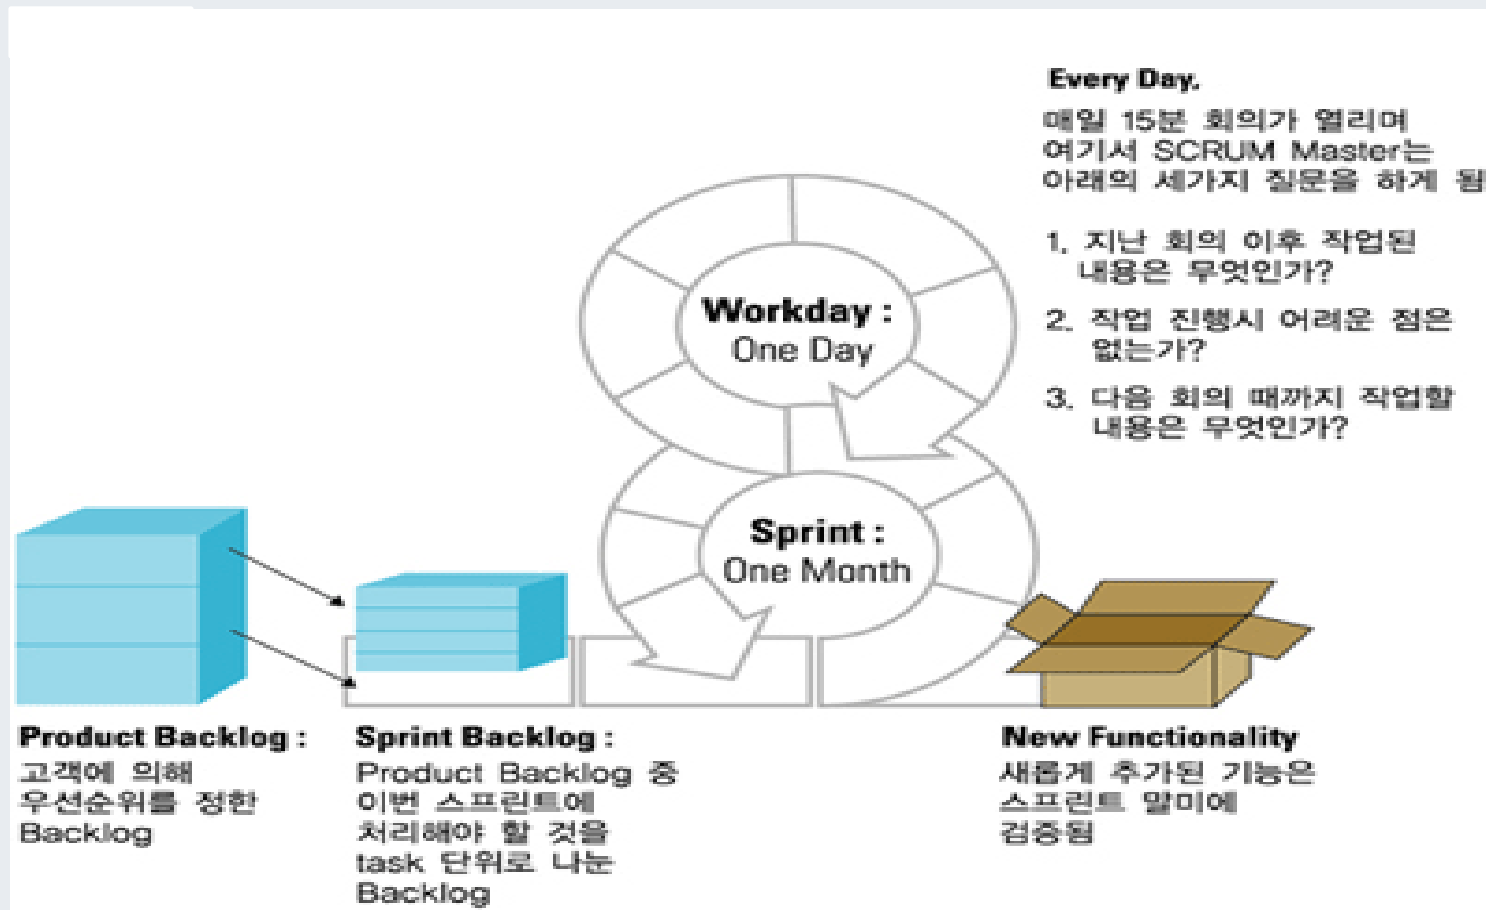 Every Day,
매일 15분 회의가 열리며
여기서 SCRUM Master는
아래의 세가지 질문을 하게 됨
1. 지난 회의 이후 작업된
내용은 무엇인가?
2. 작업 진행시 어려운 점은
없는가?
3. 다음 회의 때까지 작업할
내용은 무엇인가?
Workday :
One Day
Sprint :
One Month
Product Backlog :
고객에 의해
우선순위를 정한
Backlog
Sprint Backlog :
Product Backlog 중
이번 스프린트에
처리해야 할 것을
task 단위로 나눈
Backlog
New Functionality
새롭게 추가된 기능은
스프린트 말미에
검증됨